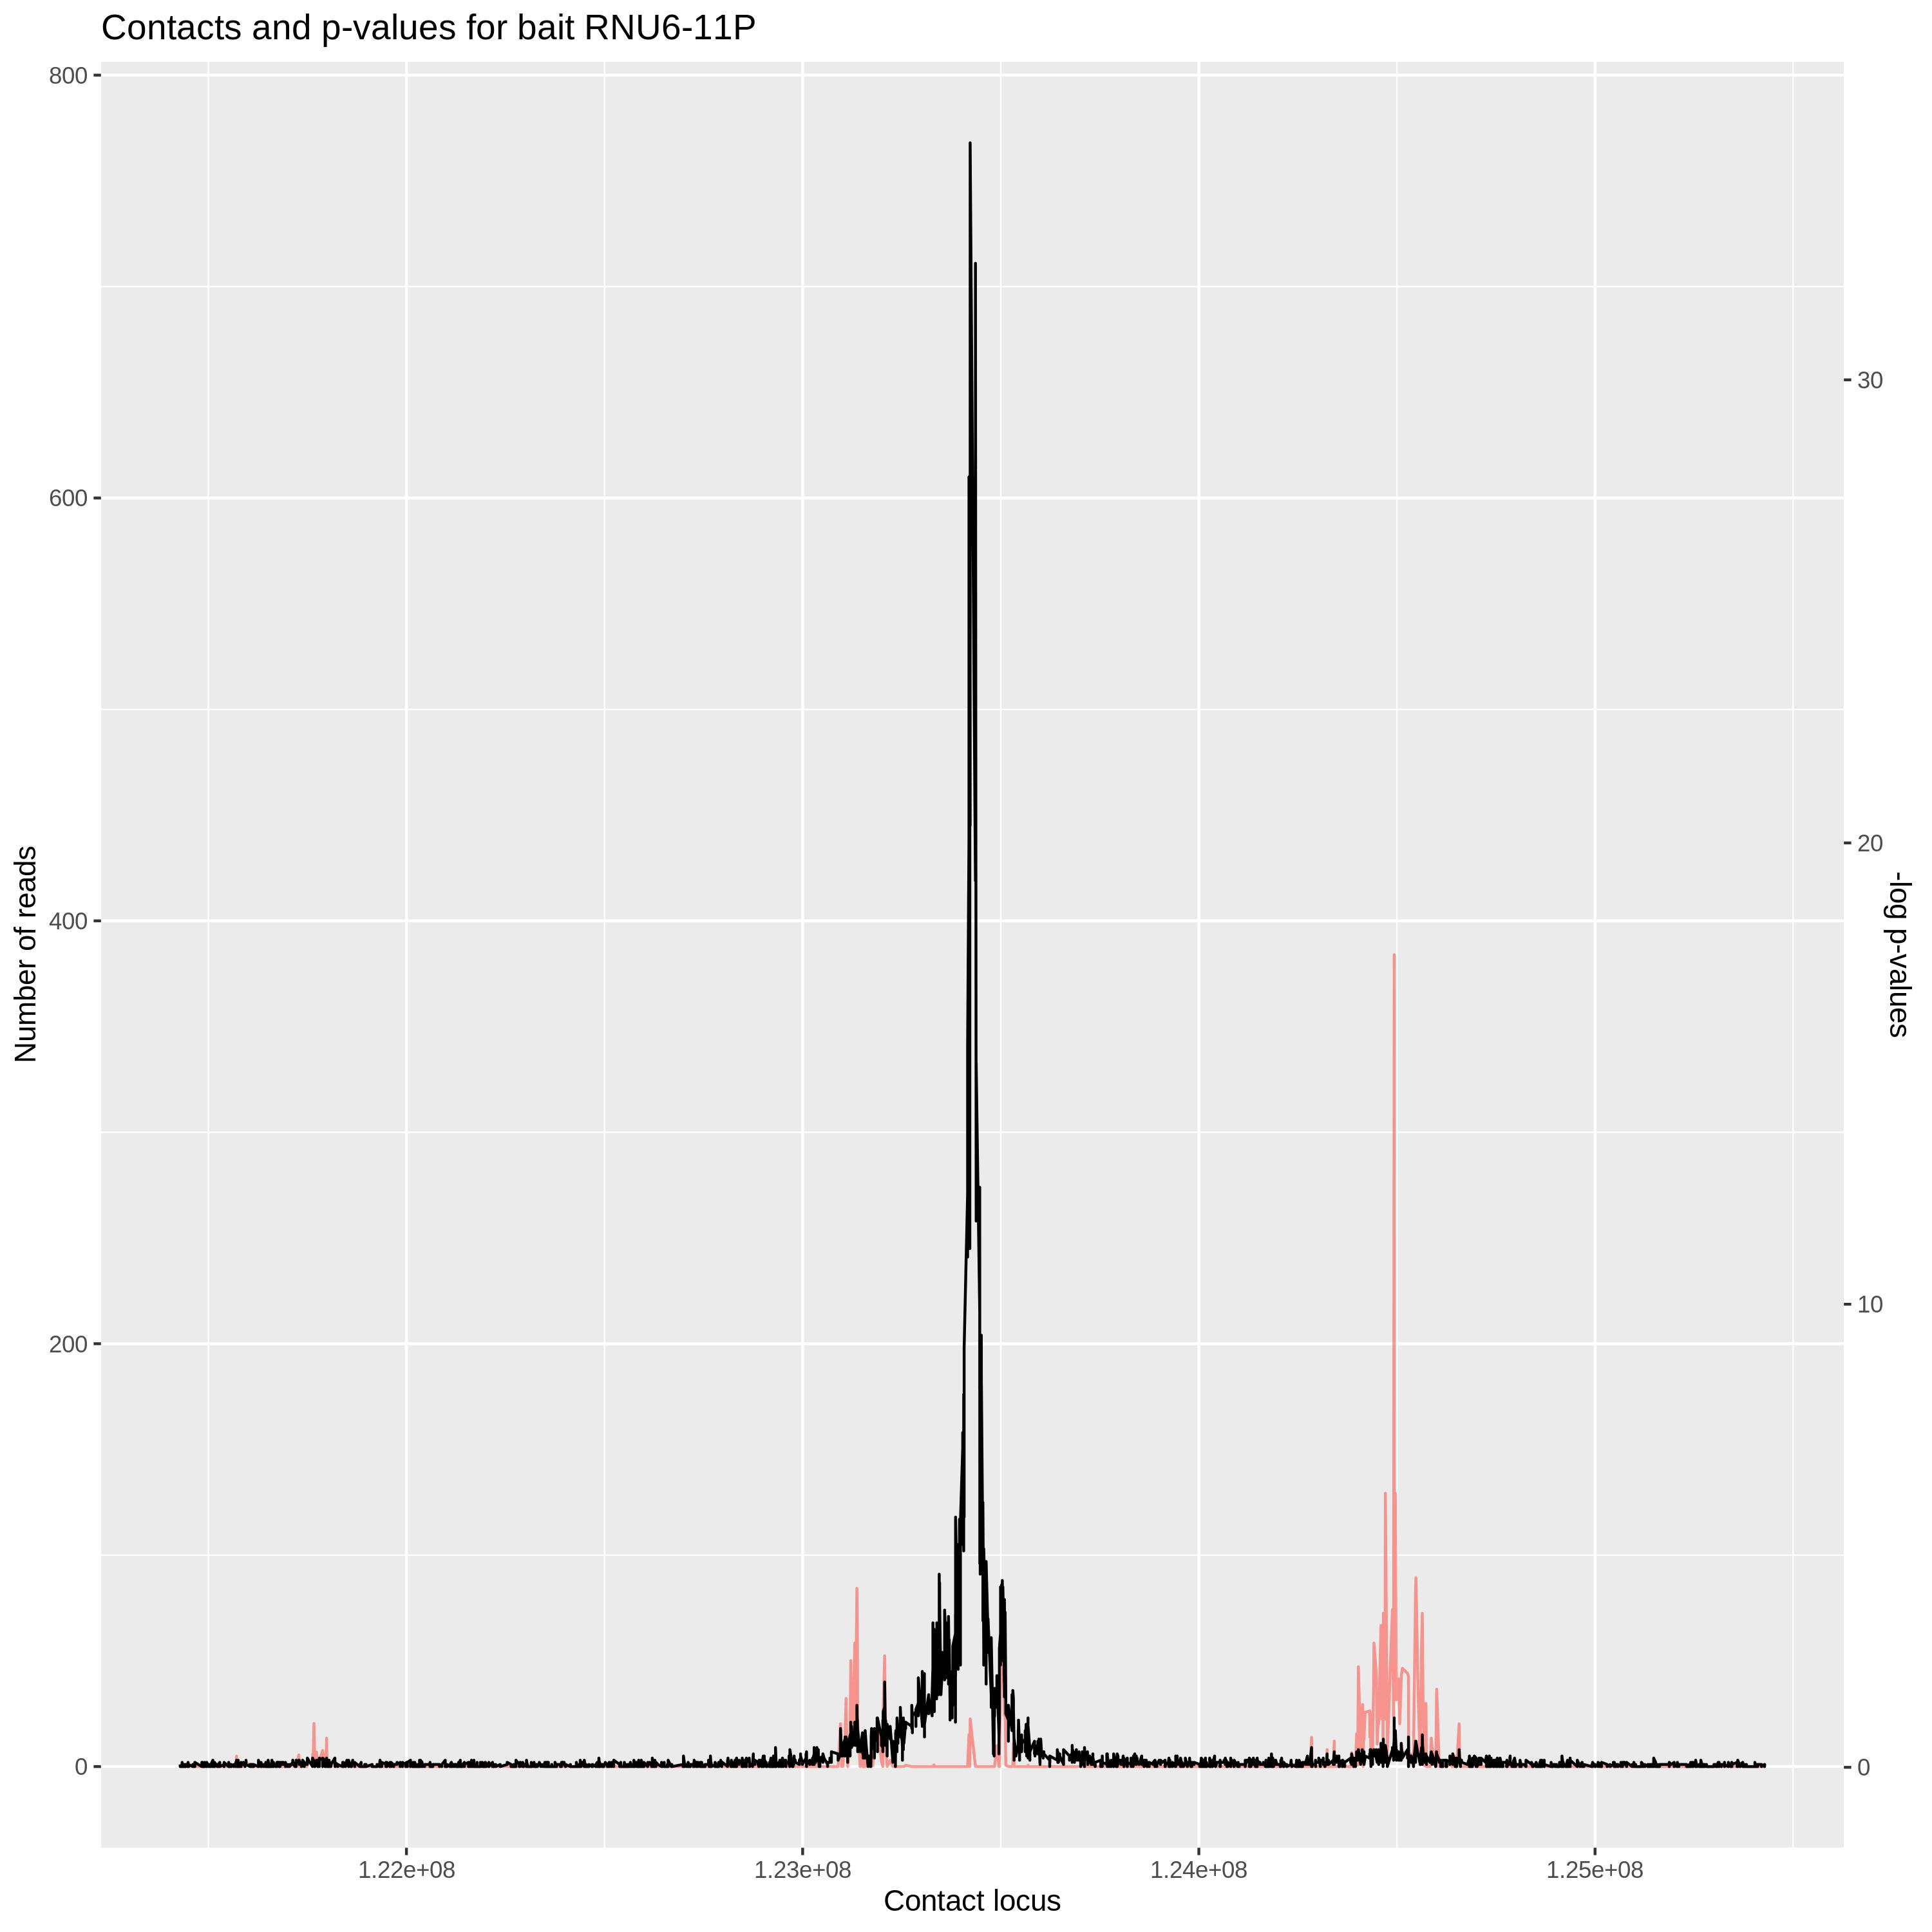 Contacts and p-values for bait RNU6-11P
800
600
400
200
0
Number of reads
30
20
10
0
-log p-values
1.22e+08
1.23e+08
1.24e+08
1.25e+08
Contact locus